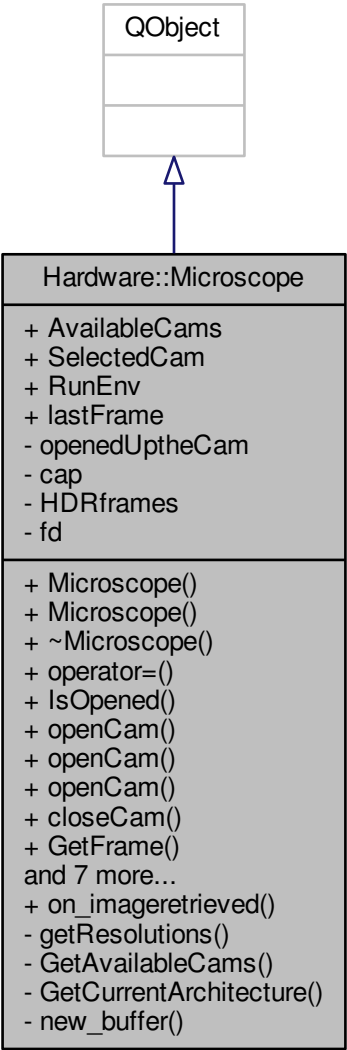 QObject
Hardware::Microscope
+ AvailableCams
+ SelectedCam
+ RunEnv
+ lastFrame
- openedUptheCam
- cap
- HDRframes
- fd
+ Microscope()
+ Microscope()
+ ~Microscope()
+ operator=()
+ IsOpened()
+ openCam()
+ openCam()
+ openCam()
+ closeCam()
+ GetFrame()
and 7 more...
+ on_imageretrieved()
- getResolutions()
- GetAvailableCams()
- GetCurrentArchitecture()
- new_buffer()